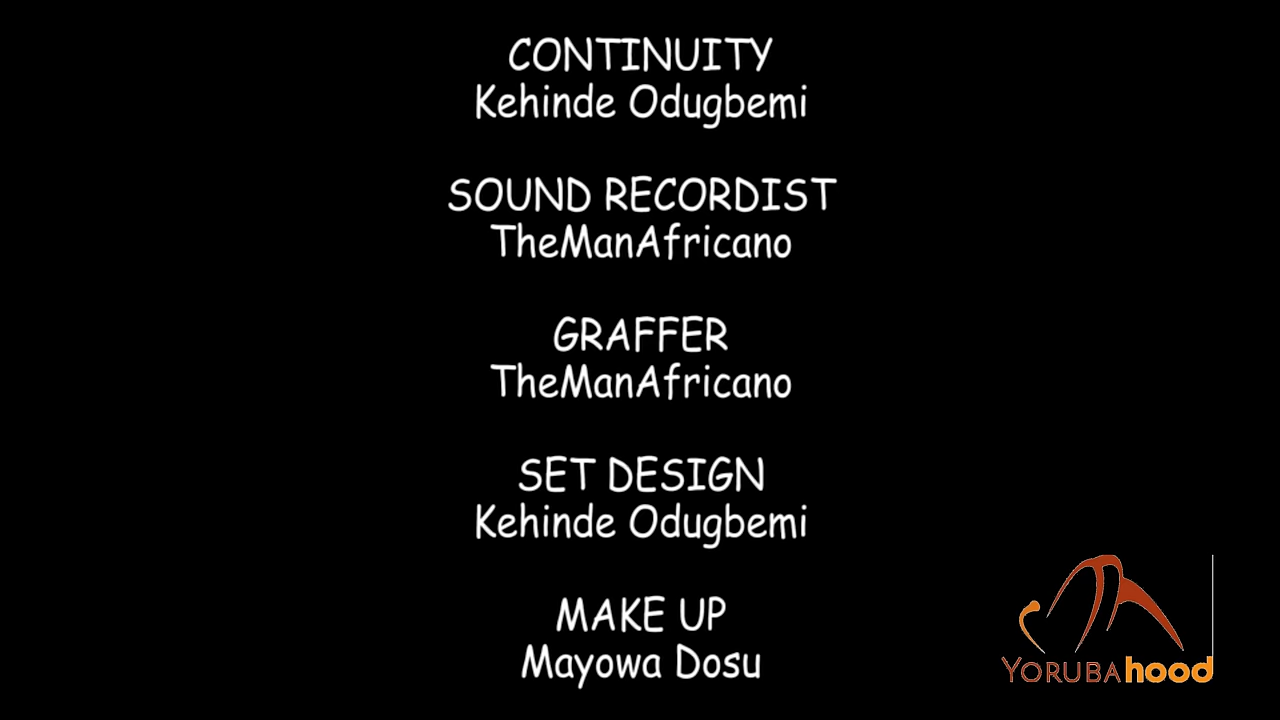 CONTINUITY
Kehinde Odugbemi
SOUND RECORDIST
TheManAfricano
GRAFFER
TheManAfricano
SET DESIGN
Kehinde Odugbemi
MAKE UP
Mayowa Dosu
YORUBAhood